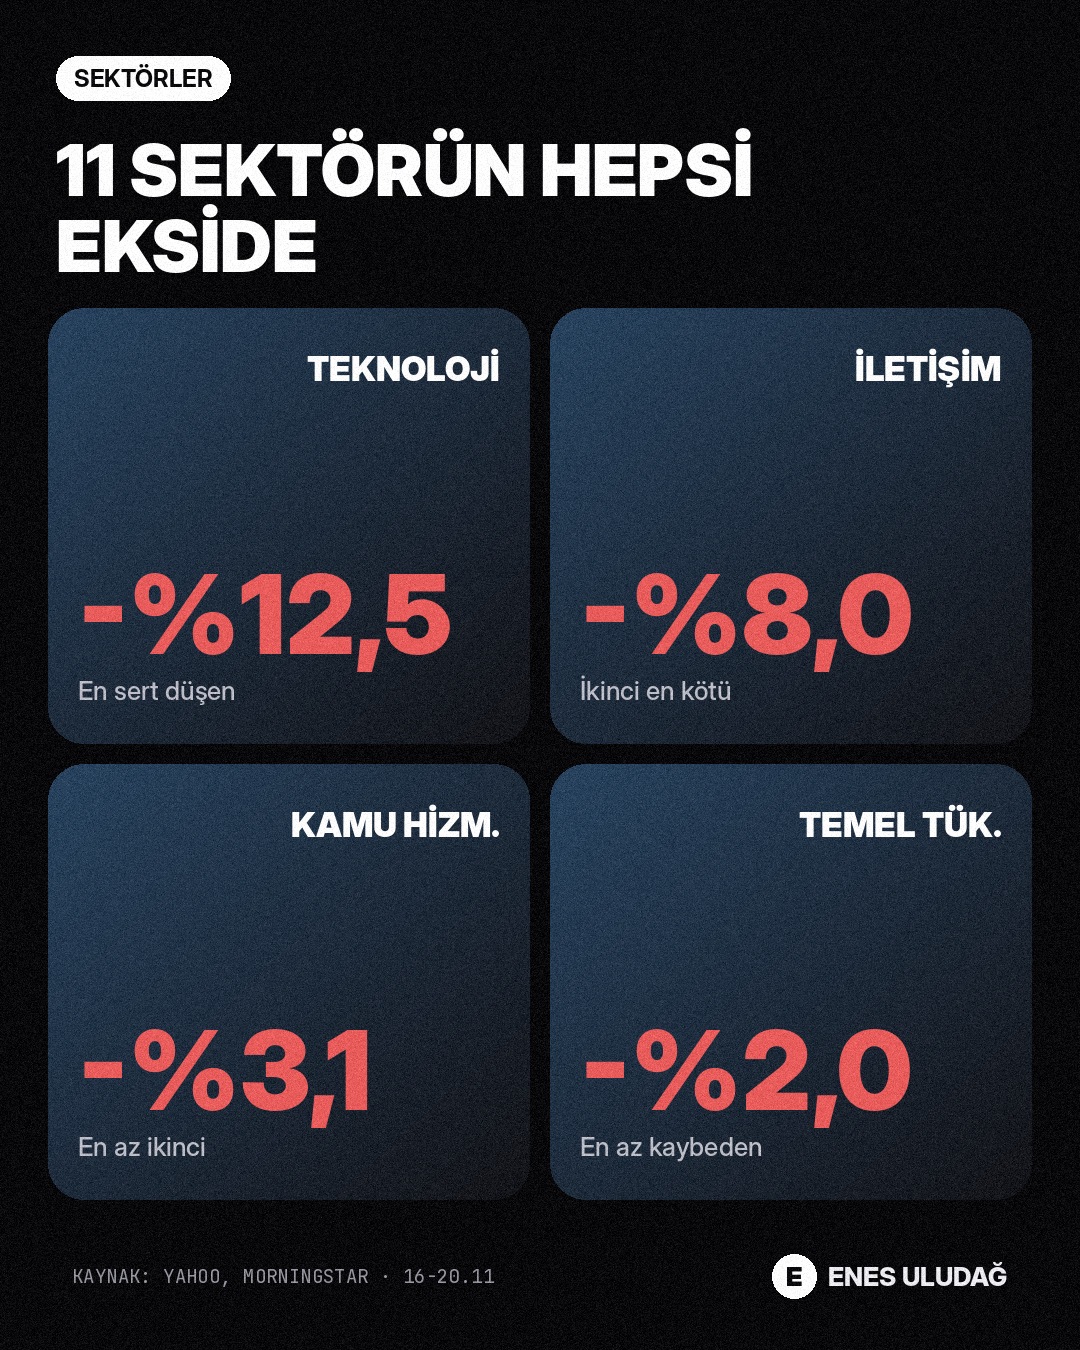 SEKTÖRLER
11 SEKTÖRÜN HEPSİ
EKSİDE
TEKNOLOJİ
-%12,5
En sert düşen
İLETİŞİM
-%8,0
İkinci en kötü
KAMU HİZM.
-%3,1
En az ikinci
TEMEL TÜK.
-%2,0
En az kaybeden
KAYNAK: YAHOO, MORNINGSTAR · 16-20.11
E ENES ULUDAĞ